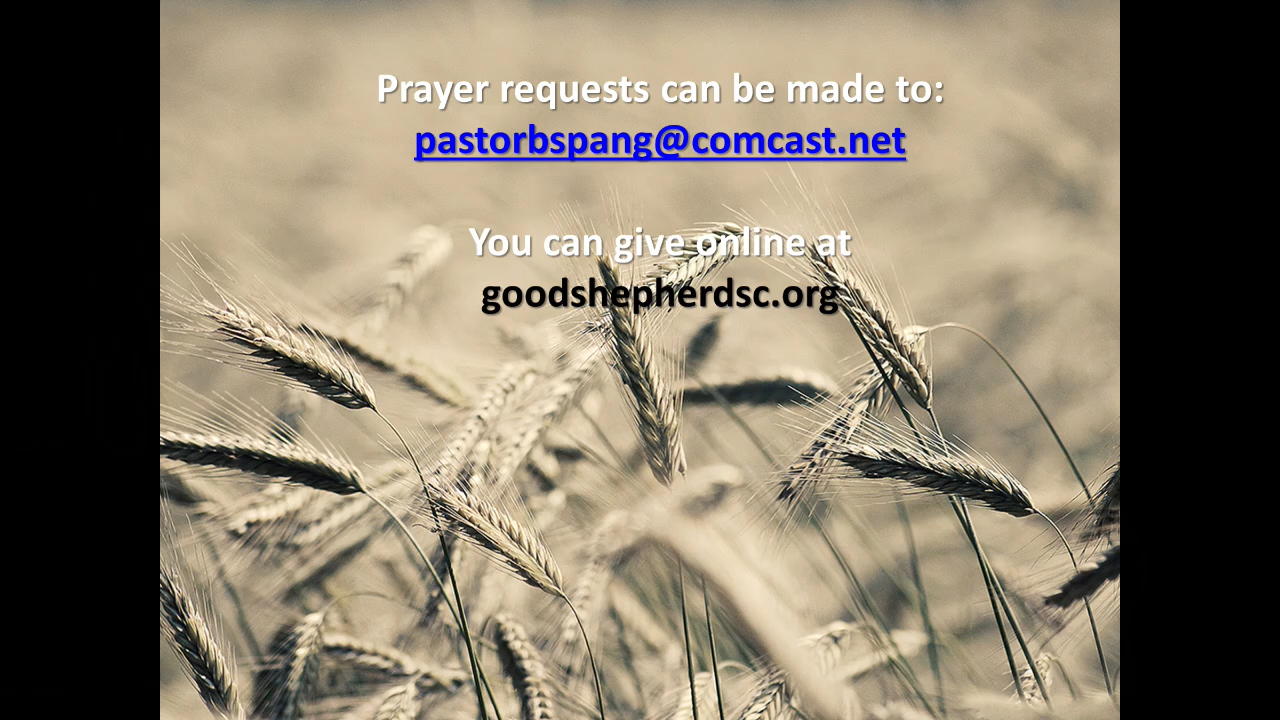 Prayer requests can be made to:
pastorbspang@comcast.net
You can give online at
goodshepherdsc.org